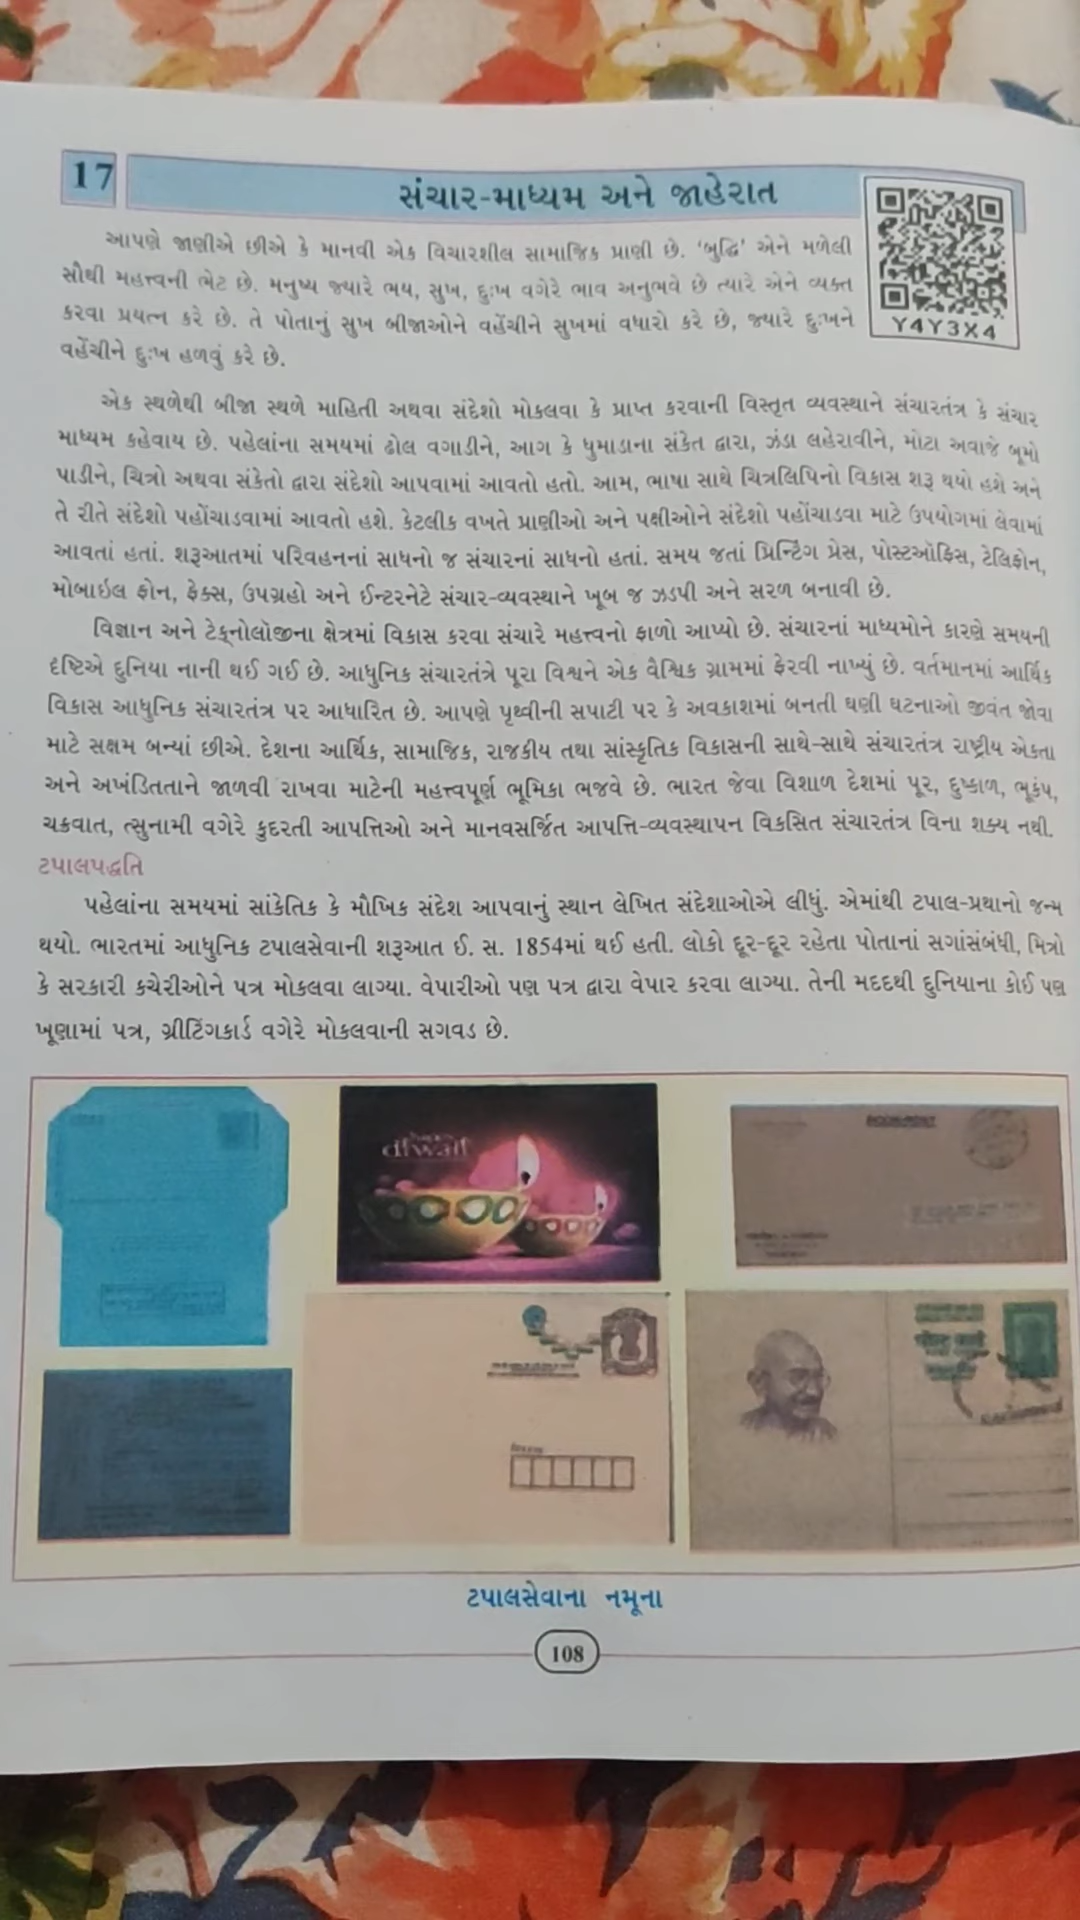 17
સંચાર-માધ્યમ અને જાહેરાત
આપણે જાણીએ છીએ કે માનવી એક વિચારશીલ સામાજિક પ્રાણી છે. ‘બુદ્ધિ’ એને મળેલી
સૌથી મહત્ત્વની ભેટ છે. મનુષ્ય જ્યારે ભય, સુખ, દુઃખ વગેરે ભાવ અનુભવે છે ત્યારે એને વ્યક્ત
કરવા પ્રયત્ન કરે છે. તે પોતાનું સુખ બીજાઓને વહેંચીને સુખમાં વધારો કરે છે, જ્યારે દુઃખને
વહેંચીને દુઃખ હળવું કરે છે.
Y4Y3X4
એક સ્થળેથી બીજા સ્થળે માહિતી અથવા સંદેશો મોકલવા કે પ્રાપ્ત કરવાની વિસ્તૃત વ્યવસ્થાને સંચારતંત્ર કે સંચાર
માધ્યમ કહેવાય છે. પહેલાંના સમયમાં ઢોલ વગાડીને, આગ કે ધુમાડાના સંકેત દ્વારા, ઝંડા લહેરાવીને, મોટા અવાજે બૂમો
પાડીને, ચિત્રો અથવા સંકેતો દ્વારા સંદેશો આપવામાં આવતો હતો. આમ, ભાષા સાથે ચિત્રલિપિનો વિકાસ શરૂ થયો હશે અને
તે રીતે સંદેશો પહોંચાડવામાં આવતો હશે. કેટલીક વખતે પ્રાણીઓ અને પક્ષીઓને સંદેશો પહોંચાડવા માટે ઉપયોગમાં લેવામાં
આવતાં હતાં. શરૂઆતમાં પરિવહનનાં સાધનો જ સંચારનાં સાધનો હતાં. સમય જતાં પ્રિન્ટિંગ પ્રેસ, પોસ્ટઑફિસ, ટેલિફોન,
મોબાઇલ ફોન, ફેક્સ, ઉપગ્રહો અને ઈન્ટરનેટે સંચાર-વ્યવસ્થાને ખૂબ જ ઝડપી અને સરળ બનાવી છે.
વિજ્ઞાન અને ટેક્નોલૉજીના ક્ષેત્રમાં વિકાસ કરવા સંચારે મહત્ત્વનો ફાળો આપ્યો છે. સંચારનાં માધ્યમોને કારણે સમયની
દૃષ્ટિએ દુનિયા નાની થઈ ગઈ છે. આધુનિક સંચારતંત્રે પૂરા વિશ્વને એક વૈશ્વિક ગ્રામમાં ફેરવી નાખ્યું છે. વર્તમાનમાં આર્થિક
વિકાસ આધુનિક સંચારતંત્ર પર આધારિત છે. આપણે પૃથ્વીની સપાટી પર કે અવકાશમાં બનતી ઘણી ઘટનાઓ જીવંત જોવા
માટે સક્ષમ બન્યાં છીએ. દેશના આર્થિક, સામાજિક, રાજકીય તથા સાંસ્કૃતિક વિકાસની સાથે-સાથે સંચારતંત્ર રાષ્ટ્રીય એકતા
અને અખંડિતતાને જાળવી રાખવા માટેની મહત્ત્વપૂર્ણ ભૂમિકા ભજવે છે. ભારત જેવા વિશાળ દેશમાં પૂર, દુષ્કાળ, ભૂકંપ,
ચક્રવાત, ત્સુનામી વગેરે કુદરતી આપત્તિઓ અને માનવસર્જિત આપત્તિ-વ્યવસ્થાપન વિકસિત સંચારતંત્ર વિના શક્ય નથી.
ટપાલપદ્ધતિ
પહેલાંના સમયમાં સાંકેતિક કે મૌખિક સંદેશ આપવાનું સ્થાન લેખિત સંદેશાઓએ લીધું. એમાંથી ટપાલ-પ્રથાનો જન્મ
થયો. ભારતમાં આધુનિક ટપાલસેવાની શરૂઆત ઈ. સ. 1854માં થઈ હતી. લોકો દૂર-દૂર રહેતા પોતાનાં સગાંસંબંધી, મિત્રો
કે સરકારી કચેરીઓને પત્ર મોકલવા લાગ્યા. વેપારીઓ પણ પત્ર દ્વારા વેપાર કરવા લાગ્યા. તેની મદદથી દુનિયાના કોઈ પણ
ખૂણામાં પત્ર, ગ્રીટિંગકાર્ડ વગેરે મોકલવાની સગવડ છે.
diwali
BOOK-POST
ટપાલસેવાના નમૂના
108